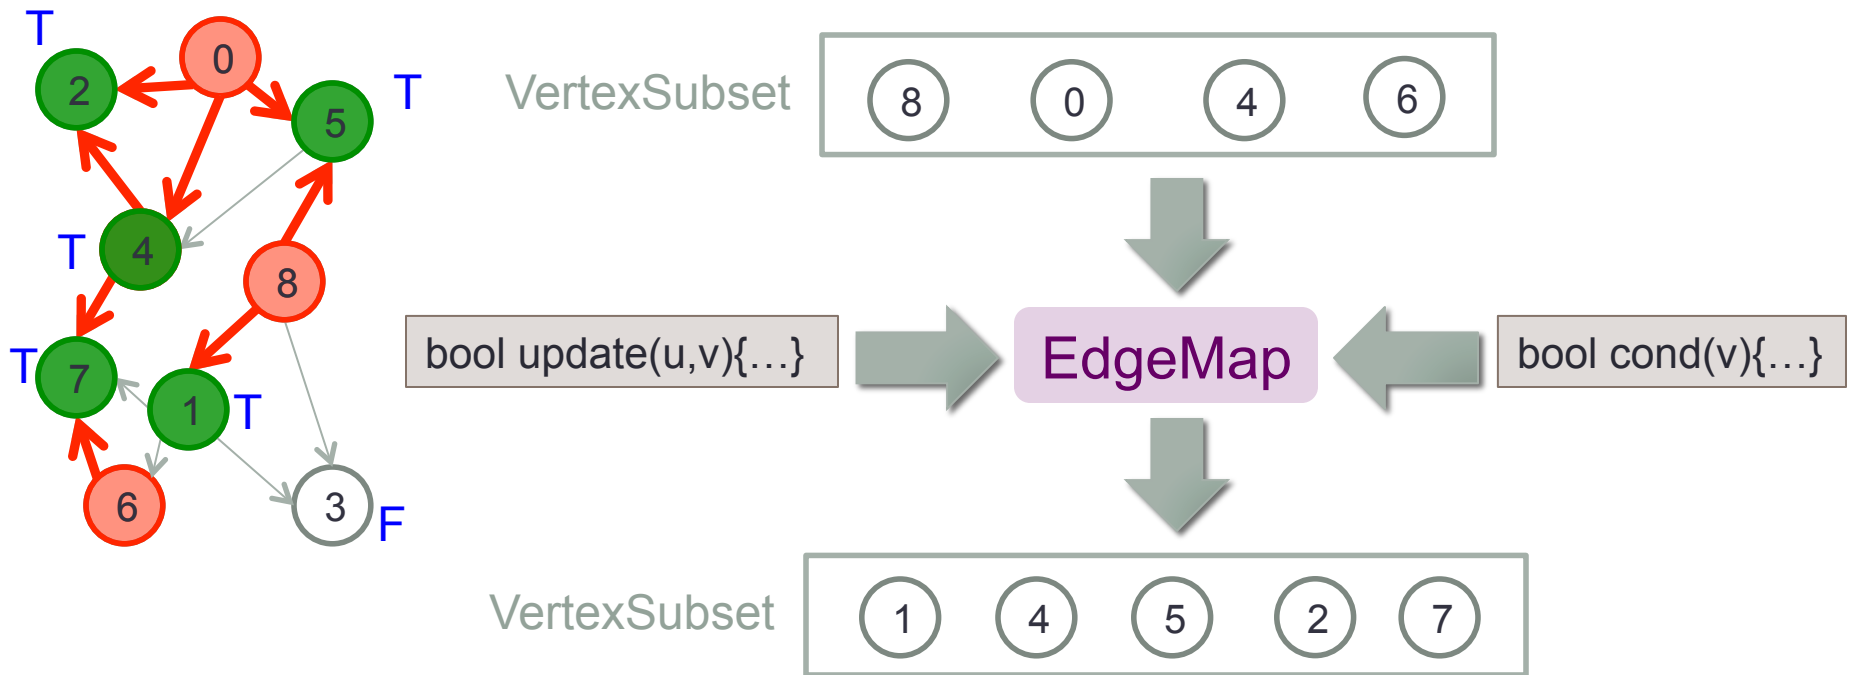 T
2
0
5
T
T
4
8
T
7
1
T
6
3
F
VertexSubset
8 0 4 6
bool update(u,v){…}
EdgeMap
bool cond(v){…}
VertexSubset
1 4 5 2 7